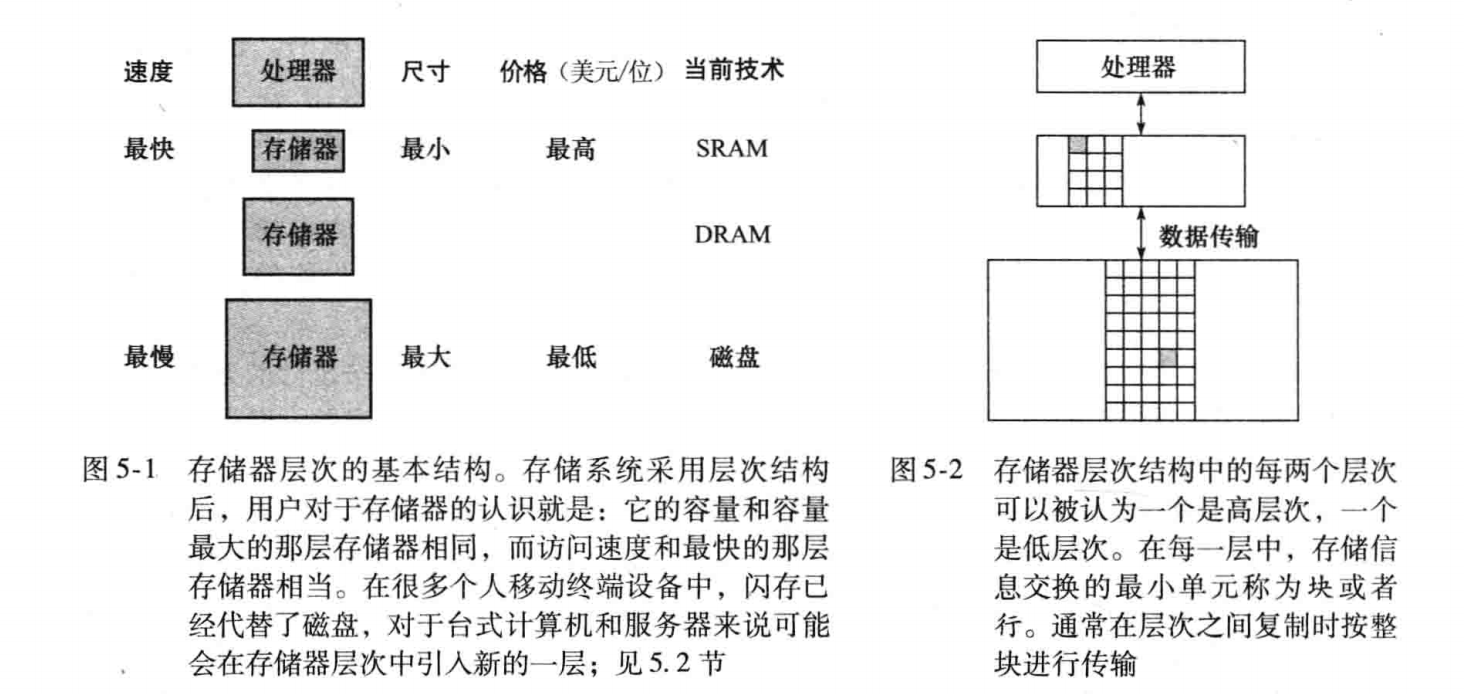 速度 处理器 尺寸 价格（美元/位） 当前技术
最快 存储器 最小 最高 SRAM
存储器 DRAM
最慢 存储器 最大 最低 磁盘
图 5-1 存储器层次的基本结构。存储系统采用层次结构
后，用户对于存储器的认识就是：它的容量和容量
最大的那层存储器相同，而访问速度和最快的那层
存储器相当。在很多个人移动终端设备中，闪存已
经代替了磁盘，对于台式计算机和服务器来说可能
会在存储器层次中引入新的一层；见 5.2 节
处理器
数据传输
图 5-2 存储器层次结构中的每两个层次
可以被认为一个是高层次，一个
是低层次。在每一层中，存储信
息交换的最小单元称为块或者
行。通常在层次之间复制时按整
块进行传输